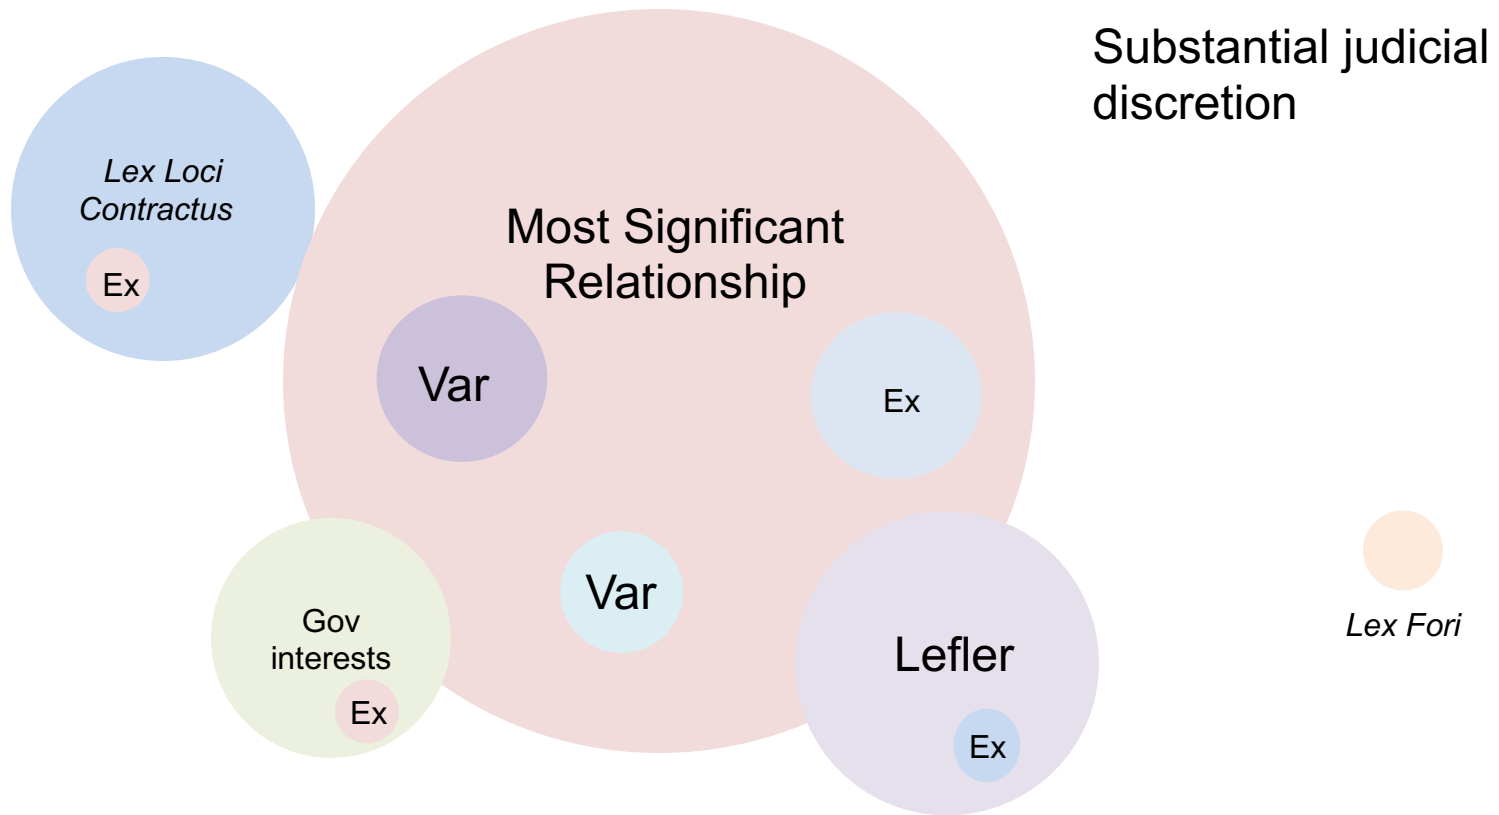 Substantial judicial
discretion
Lex Loci
Contractus
Ex
Most Significant
Relationship
Var
Ex
Gov
interests
Ex
Var
Lefler
Ex
Lex Fori